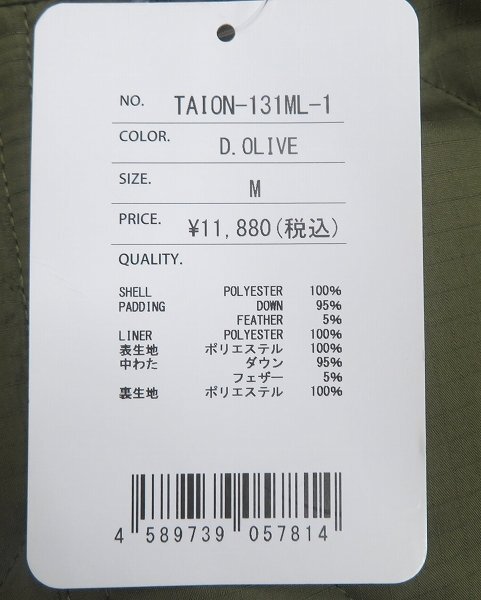 NO. TAION-131ML-1
COLOR. D.OLIVE
SIZE. M
PRICE. ¥11,880(税込)
QUALITY.
SHELL POLYESTER 100%
PADDING DOWN 95%
FEATHER 5%
LINER POLYESTER 100%
表生地 ポリエステル 100%
中わた ダウン 95%
フェザー 5%
裏生地 ポリエステル 100%
4 589739 057814